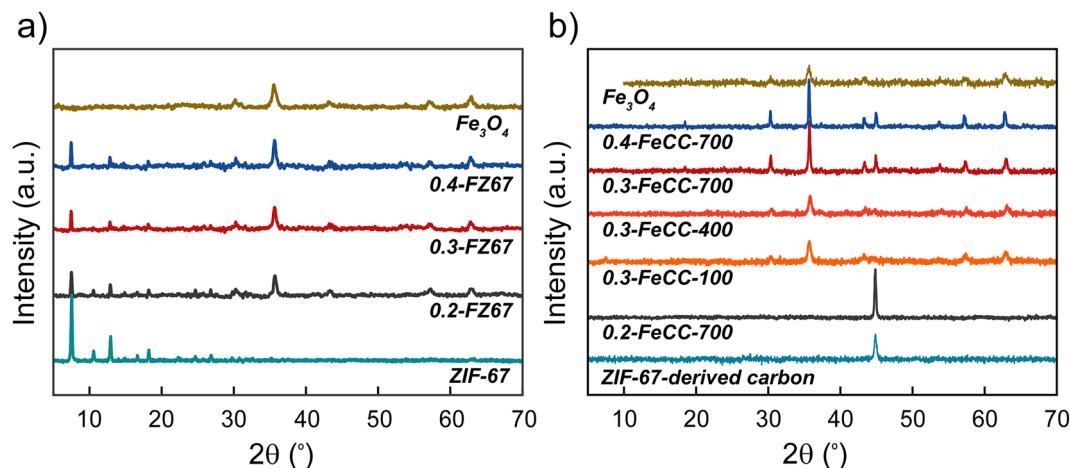 a)
Intensity (a.u.)
Fe₃O₄
0.4-FZ67
0.3-FZ67
0.2-FZ67
ZIF-67
10 20 30 40 50 60 70
2θ (°)
b)
Intensity (a.u.)
Fe₃O₄
0.4-FeCC-700
0.3-FeCC-700
0.3-FeCC-400
0.3-FeCC-100
0.2-FeCC-700
ZIF-67-derived carbon
10 20 30 40 50 60 70
2θ (°)